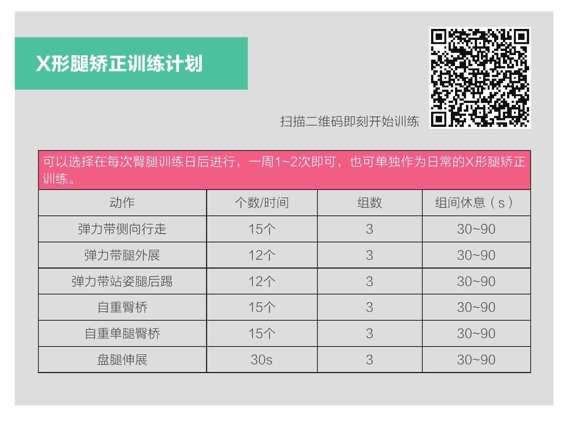 X形腿矫正训练计划
扫描二维码即刻开始训练
可以选择在每次臀腿训练日后进行，一周1~2次即可，也可单独作为日常的X形腿矫正
训练。
动作 个数/时间 组数 组间休息（s）
弹力带侧向行走 15个 3 30~90
弹力带腿外展 12个 3 30~90
弹力带站姿腿后踢 12个 3 30~90
自重臀桥 15个 3 30~90
自重单腿臀桥 15个 3 30~90
盘腿伸展 30s 3 30~90